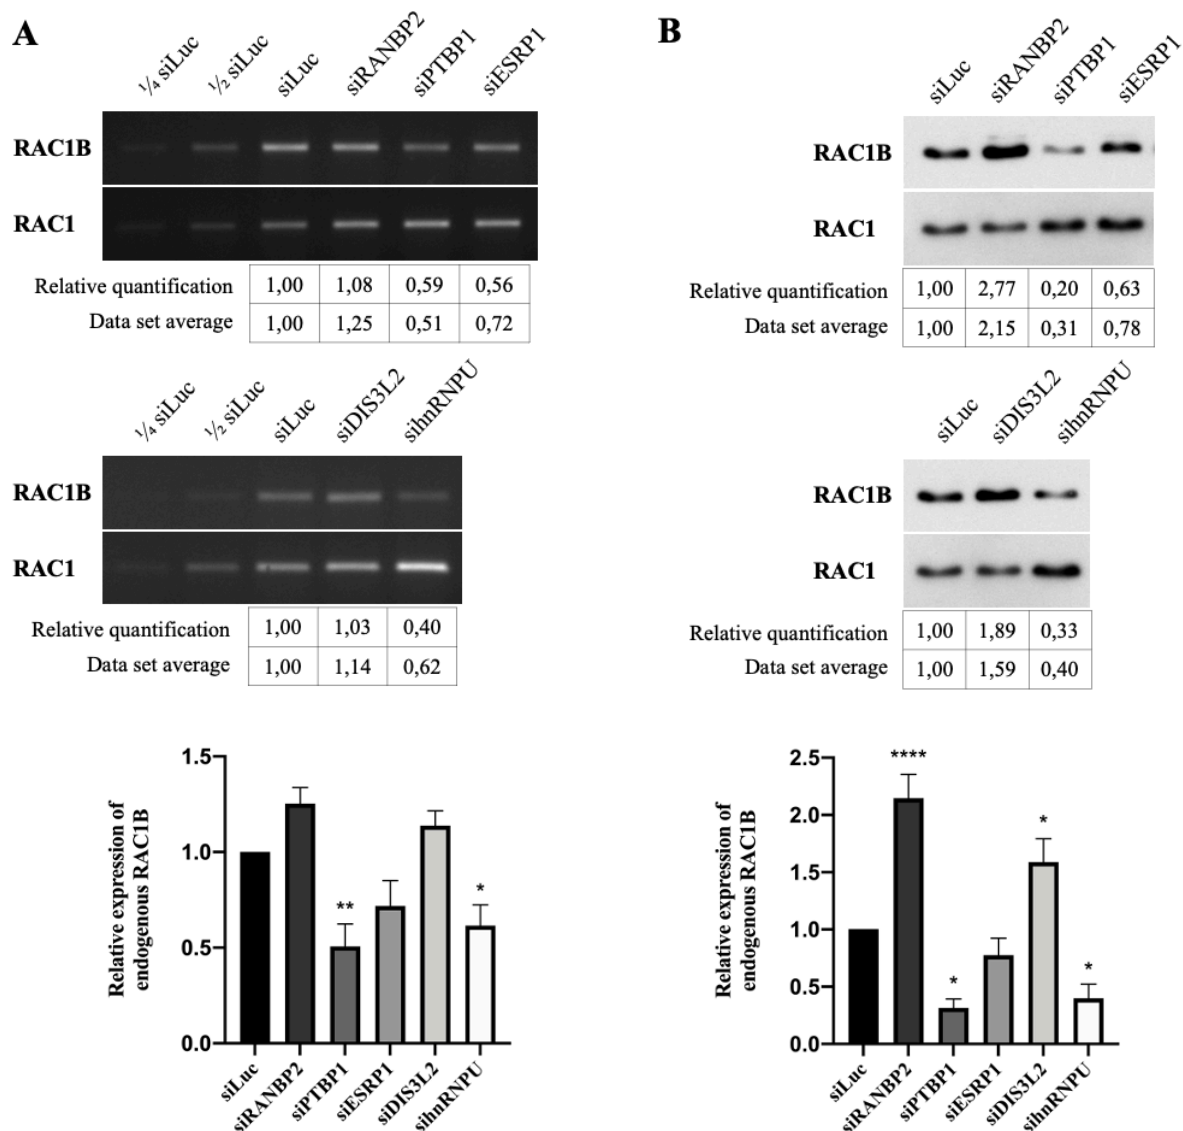 A
¼ siLuc ½ siLuc siLuc siRANBP2 siPTBP1 siESRP1
RAC1B
RAC1
Relative quantification 1,00 1,08 0,59 0,56
Data set average 1,00 1,25 0,51 0,72
¼ siLuc ½ siLuc siLuc siDIS3L2 sihnRNPU
RAC1B
RAC1
Relative quantification 1,00 1,03 0,40
Data set average 1,00 1,14 0,62
Relative expression of
endogenous RAC1B
1.5
1.0
0.5
0.0
**
*
siLuc siRANBP2 siPTBP1 siESRP1 siDIS3L2 sihnRNPU
B
siLuc siRANBP2 siPTBP1 siESRP1
RAC1B
RAC1
Relative quantification 1,00 2,77 0,20 0,63
Data set average 1,00 2,15 0,31 0,78
siLuc siDIS3L2 sihnRNPU
RAC1B
RAC1
Relative quantification 1,00 1,89 0,33
Data set average 1,00 1,59 0,40
Relative expression of
endogenous RAC1B
2.5
2.0
1.5
1.0
0.5
0.0
****
*
*
*
siLuc siRANBP2 siPTBP1 siESRP1 siDIS3L2 sihnRNPU